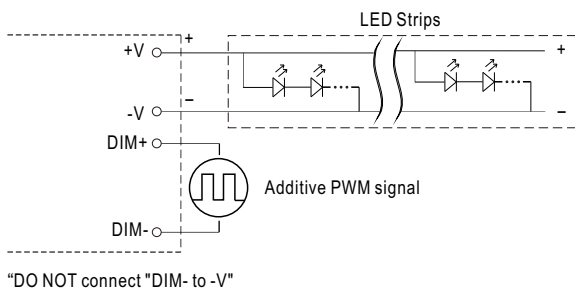 LED Strips
+V
+
+
-V
–
–
DIM+
Additive PWM signal
DIM-
“DO NOT connect "DIM- to -V"